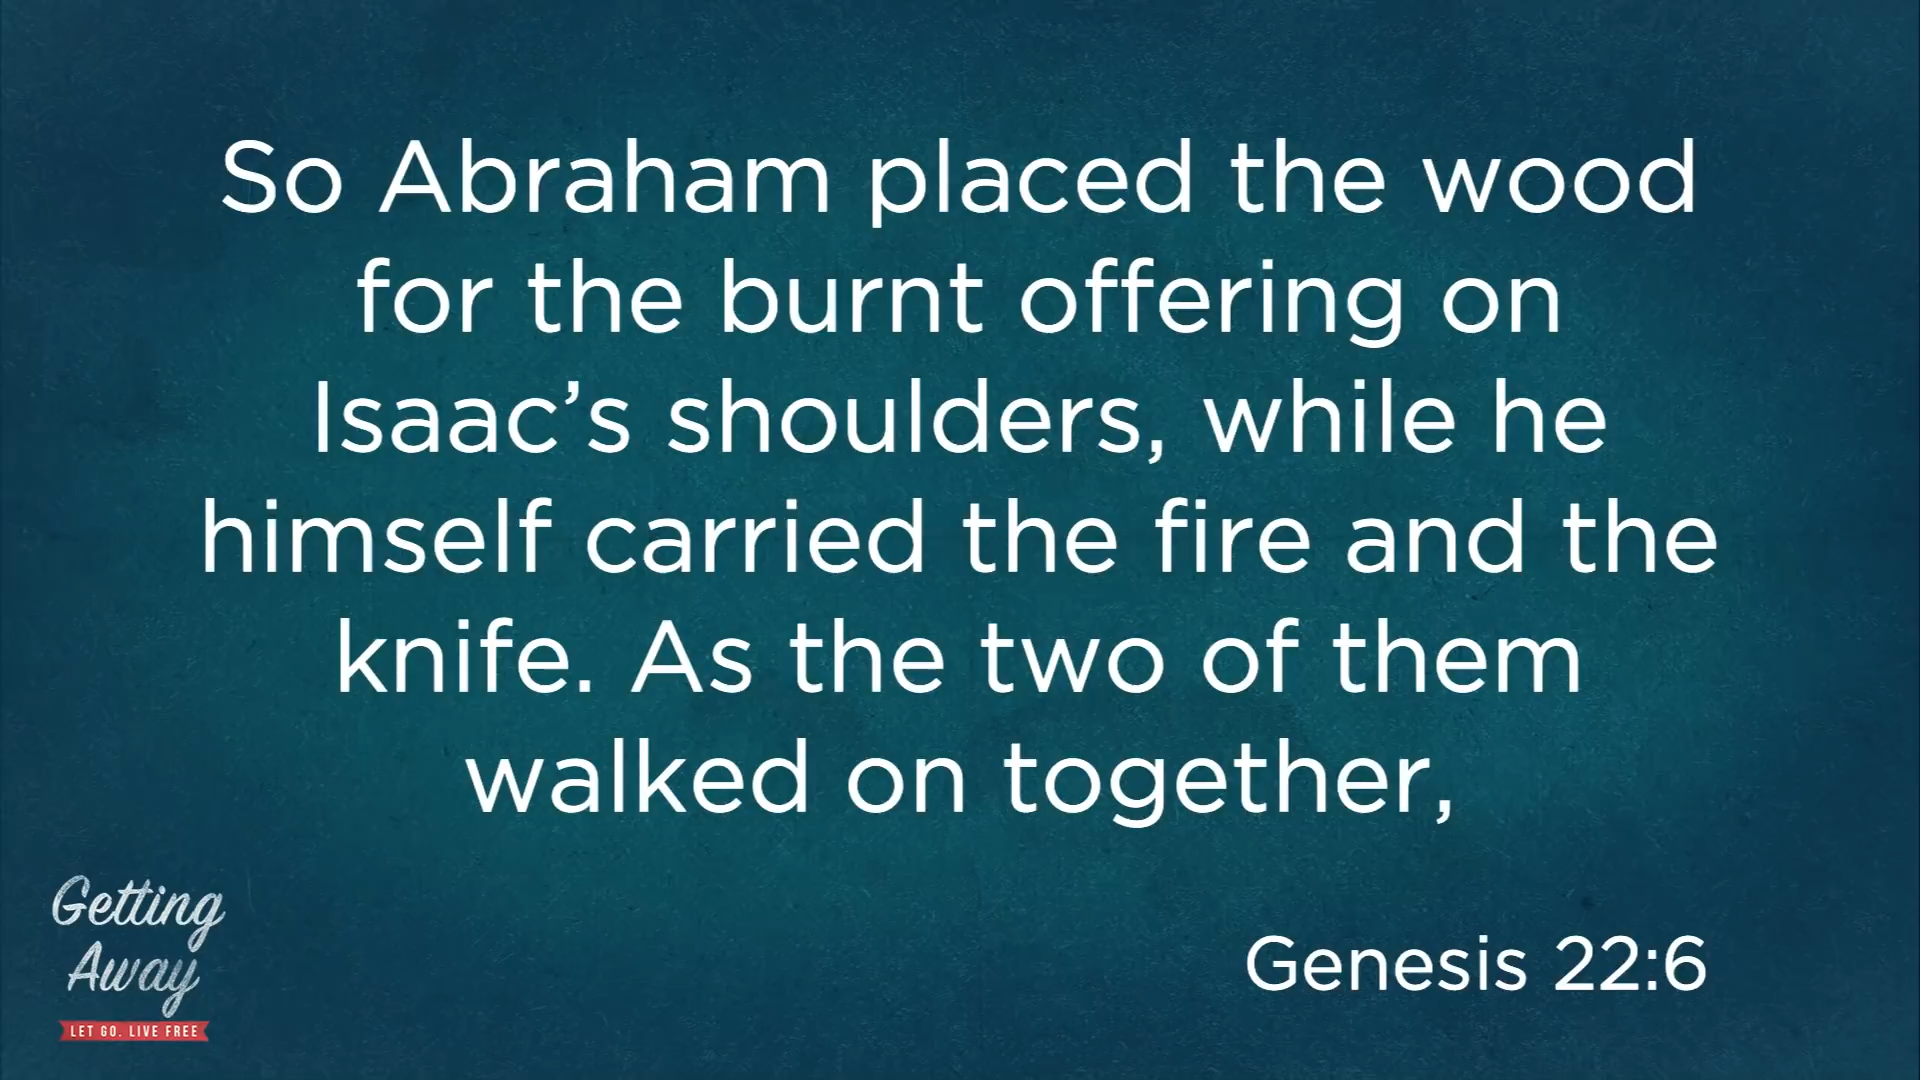 So Abraham placed the wood
for the burnt offering on
Isaac’s shoulders, while he
himself carried the fire and the
knife. As the two of them
walked on together,
Genesis 22:6
Getting
Away
LET GO. LIVE FREE